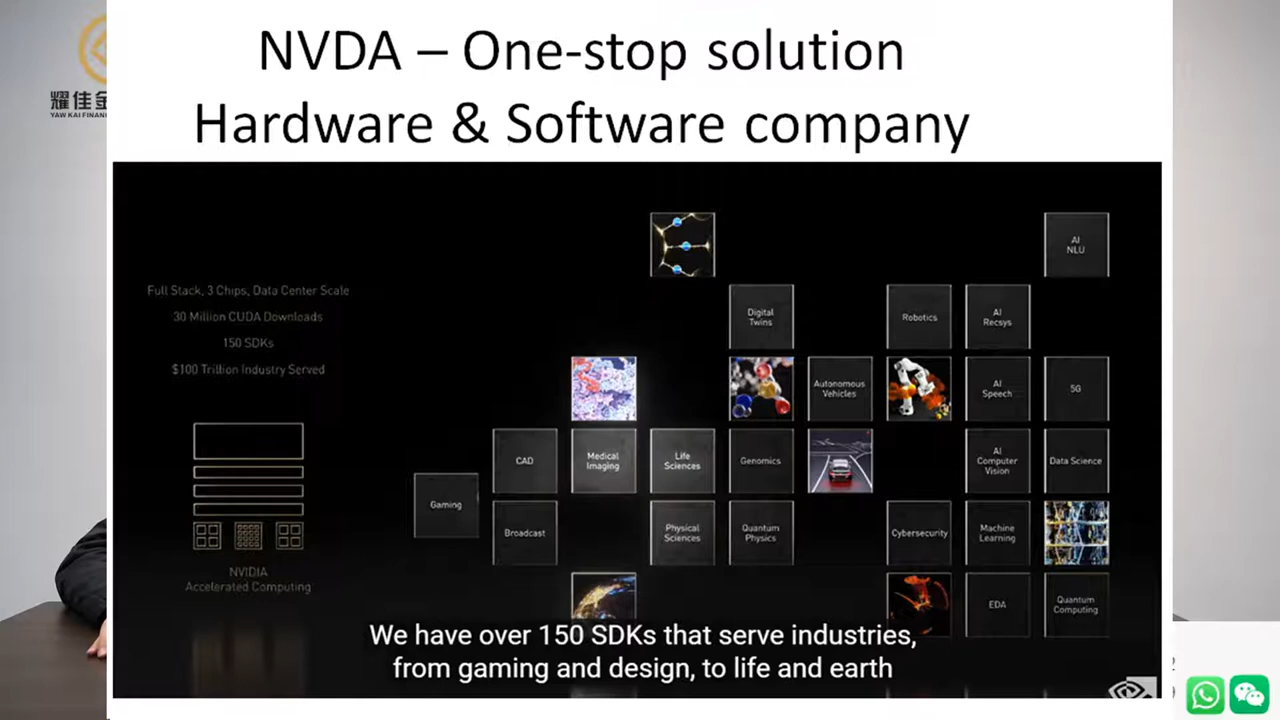 NVDA – One-stop solution
Hardware & Software company
耀佳金
YAW KAI FINAN
Full Stack, 3 Chips, Data Center Scale
30 Million CUDA Downloads
150 SDKs
$100 Trillion Industry Served
NVIDIA
Accelerated Computing
AI
NLU
Digital
Twins
Robotics
AI
Recsys
Autonomous
Vehicles
AI
Speech
5G
CAD
Medical
Imaging
Life
Sciences
Genomics
AI
Computer
Vision
Data Science
Gaming
Broadcast
Physical
Sciences
Quantum
Physics
Cybersecurity
Machine
Learning
EDA
Quantum
Computing
We have over 150 SDKs that serve industries,
from gaming and design, to life and earth